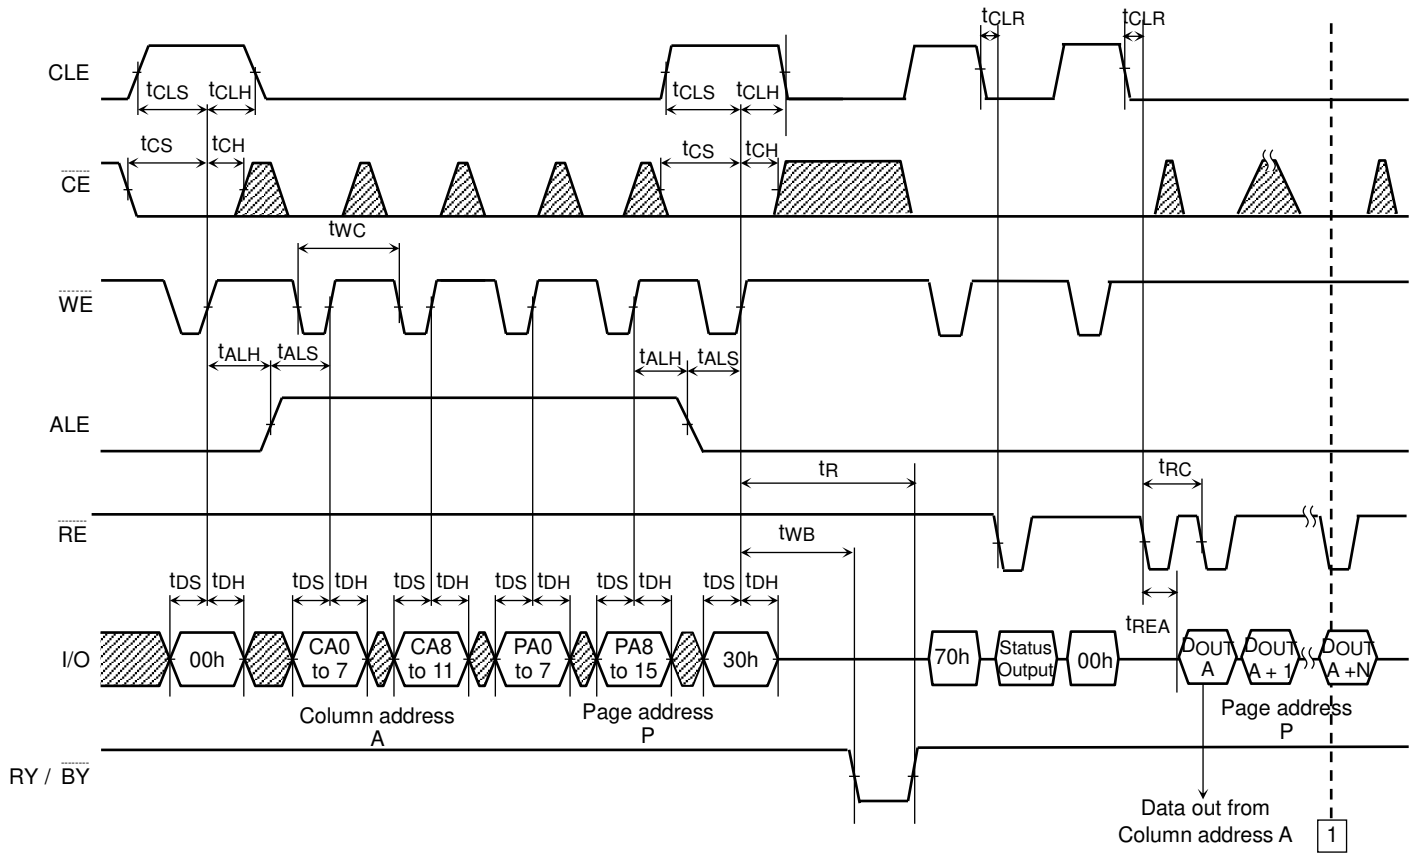 tCLR tCLR
CLE
tCLS tCLH tCLS tCLH
tCS tCH tCS tCH
CE
tWC
WE
tALH tALS tALH tALS
ALE
tR tRC
RE
tWB
tDS tDH tDS tDH tDS tDH tDS tDH tDS tDH tDS tDH
tREA
I/O
00h
CA0
to 7
CA8
to 11
PA0
to 7
PA8
to 15
30h
70h
Status
Output
00h
DOUT
A
DOUT
A + 1
DOUT
A +N
Column address
A
Page address
P
Page address
P
RY / BY
Data out from
Column address A
1